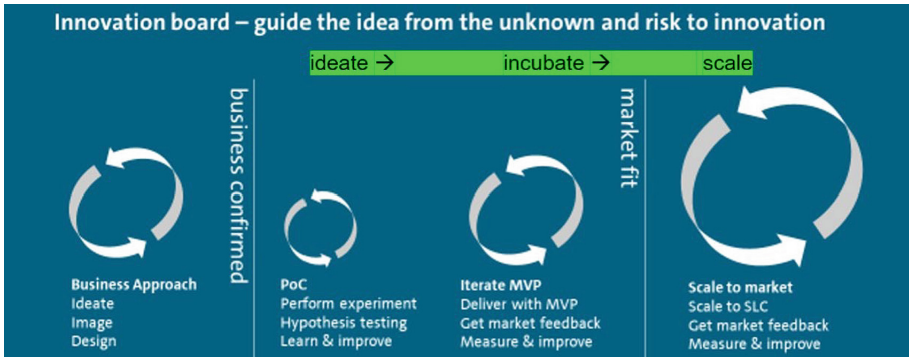 Innovation board – guide the idea from the unknown and risk to innovation
ideate → incubate → scale
business confirmed
market fit
Business Approach
Ideate
Image
Design
PoC
Perform experiment
Hypothesis testing
Learn & improve
Iterate MVP
Deliver with MVP
Get market feedback
Measure & improve
Scale to market
Scale to SLC
Get market feedback
Measure & improve